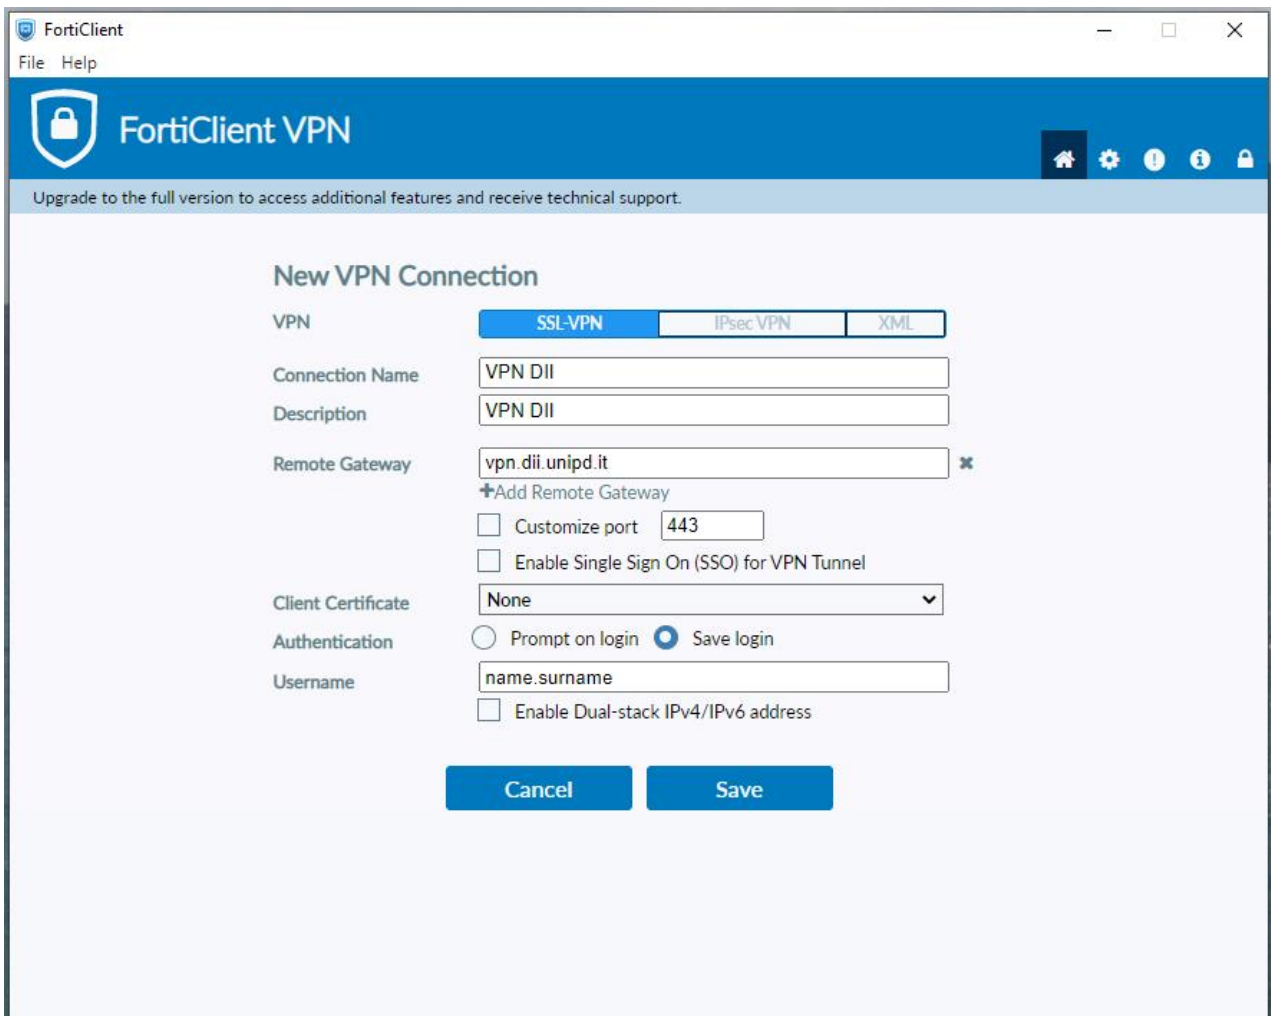 FortiClient
File Help
FortiClient VPN
Upgrade to the full version to access additional features and receive technical support.
New VPN Connection
VPN SSL-VPN IPsec VPN XML
Connection Name VPN DII
Description VPN DII
Remote Gateway vpn.dii.unipd.it
Add Remote Gateway
Customize port 443
Enable Single Sign On (SSO) for VPN Tunnel
Client Certificate None
Authentication Prompt on login Save login
Username name.surname
Enable Dual-stack IPv4/IPv6 address
Cancel Save